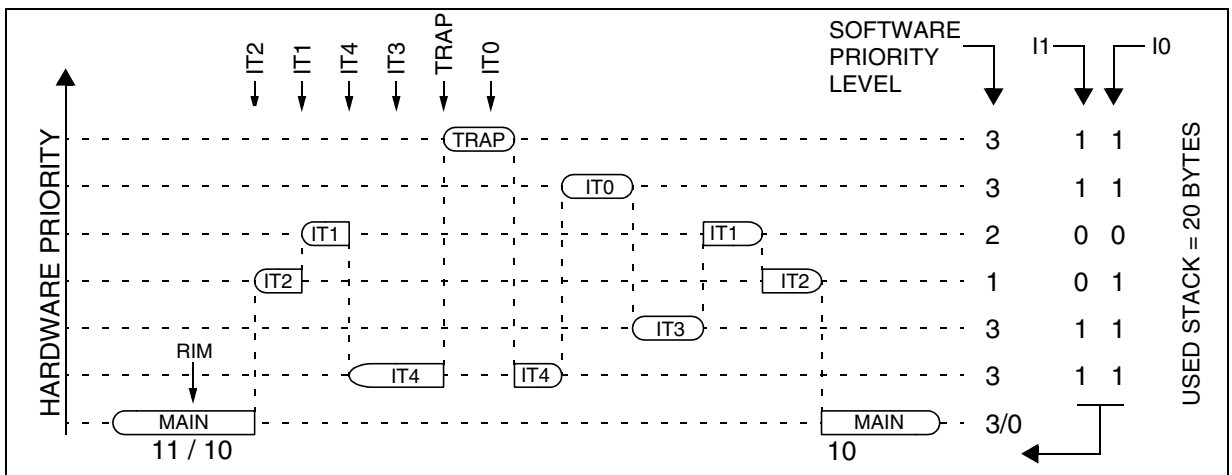 SOFTWARE
PRIORITY
LEVEL
I1
I0
IT2
IT1
IT4
IT3
TRAP
IT0
HARDWARE PRIORITY
USED STACK = 20 BYTES
TRAP
3
1 1
IT0
3
1 1
IT1
IT1
2
0 0
IT2
IT2
1
0 1
IT3
3
1 1
RIM
IT4
IT4
3
1 1
MAIN
MAIN
3/0
11 / 10
10